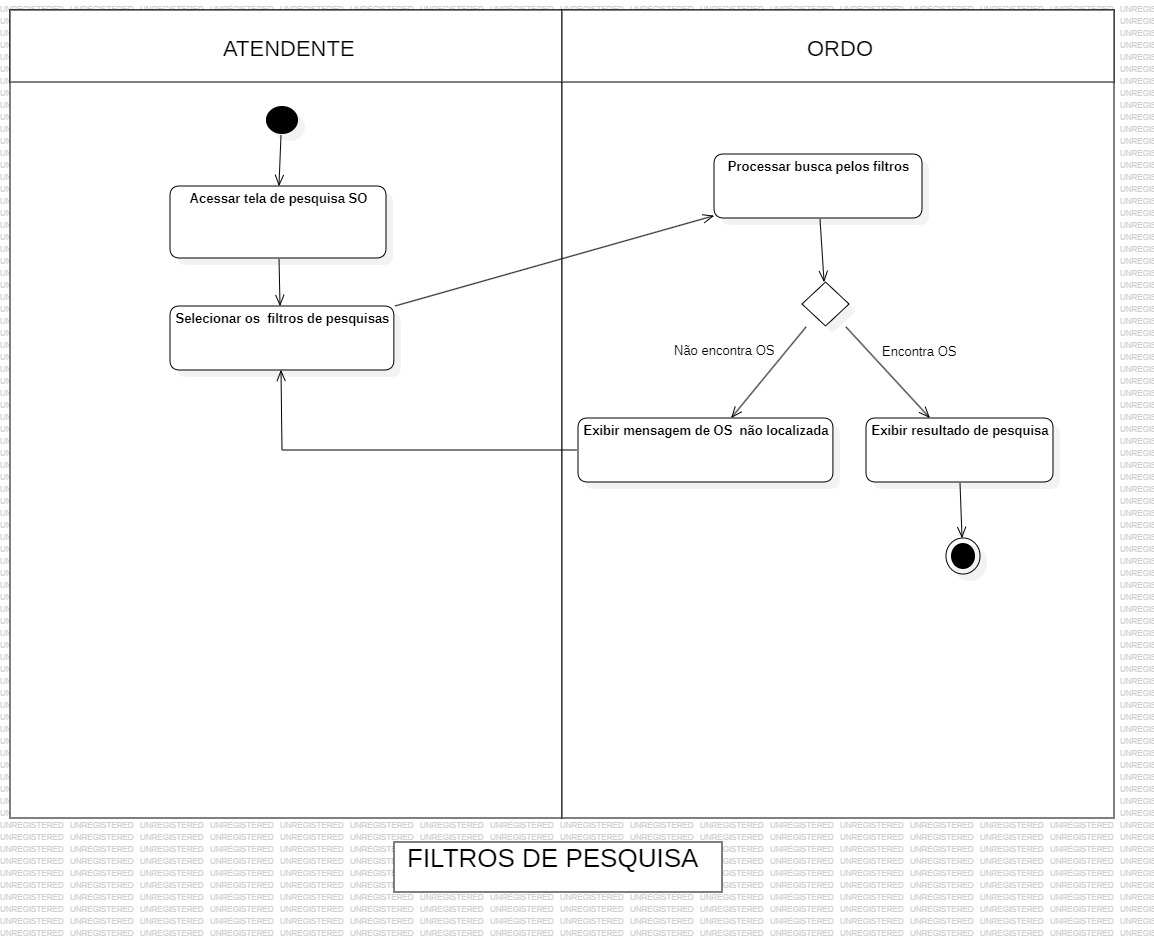 ATENDENTE
ORDO
Acessar tela de pesquisa SO
Selecionar os  filtros de pesquisas
Processar busca pelos filtros
Não encontra OS
Encontra OS
Exibir mensagem de OS  não localizada
Exibir resultado de pesquisa
FILTROS DE PESQUISA
UNREGISTERED